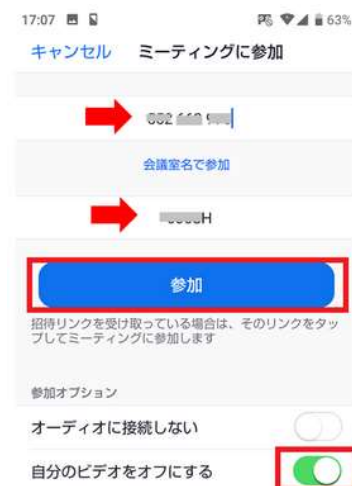 17:07 63%
キャンセル ミーティングに参加
会議室名で参加
参加
招待リンクを受け取っている場合は、そのリンクをタッ
プしてミーティングに参加します
参加オプション
オーディオに接続しない
自分のビデオをオフにする